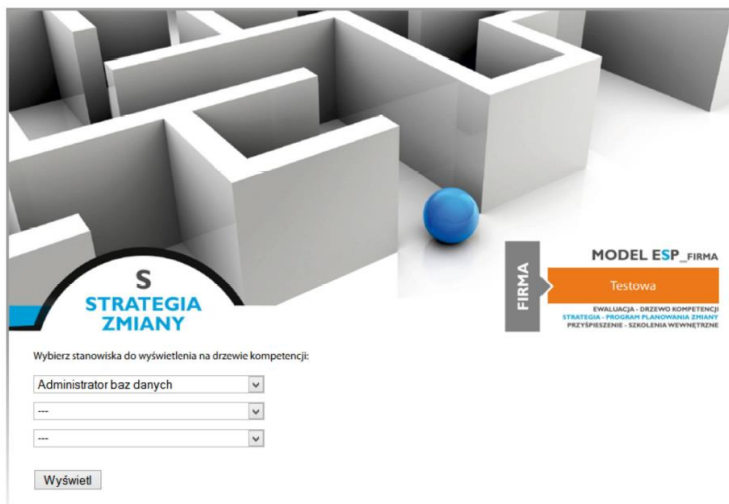 S
STRATEGIA
ZMIANY
FIRMA
MODEL ESP_FIRMA
Testowa
EWALUACJA - DRZEWO KOMPETENCJI
STRATEGIA - PROGRAM PLANOWANIA ZMIANY
PRZYŚPIESZENIE - SZKOLENIA WEWNĘTRZNE
Wybierz stanowiska do wyświetlenia na drzewie kompetencji:
Administrator baz danych
---
---
Wyświetl